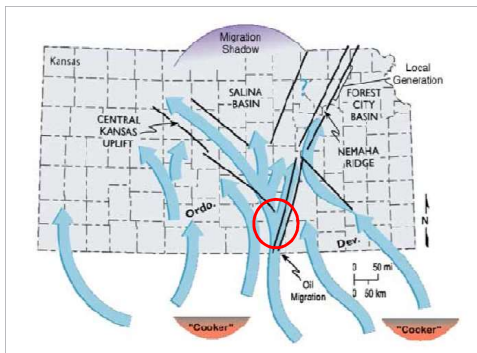 Migration
Shadow
Kansas
Local
Generation
SALINA
BASIN
FOREST
CITY
BASIN
CENTRAL
KANSAS
UPLIFT
NEMAHA
RIDGE
Ordo.
Dev.
N
Oil
Migration
0 50 mi
0 50 km
"Cooker"
"Cooker"